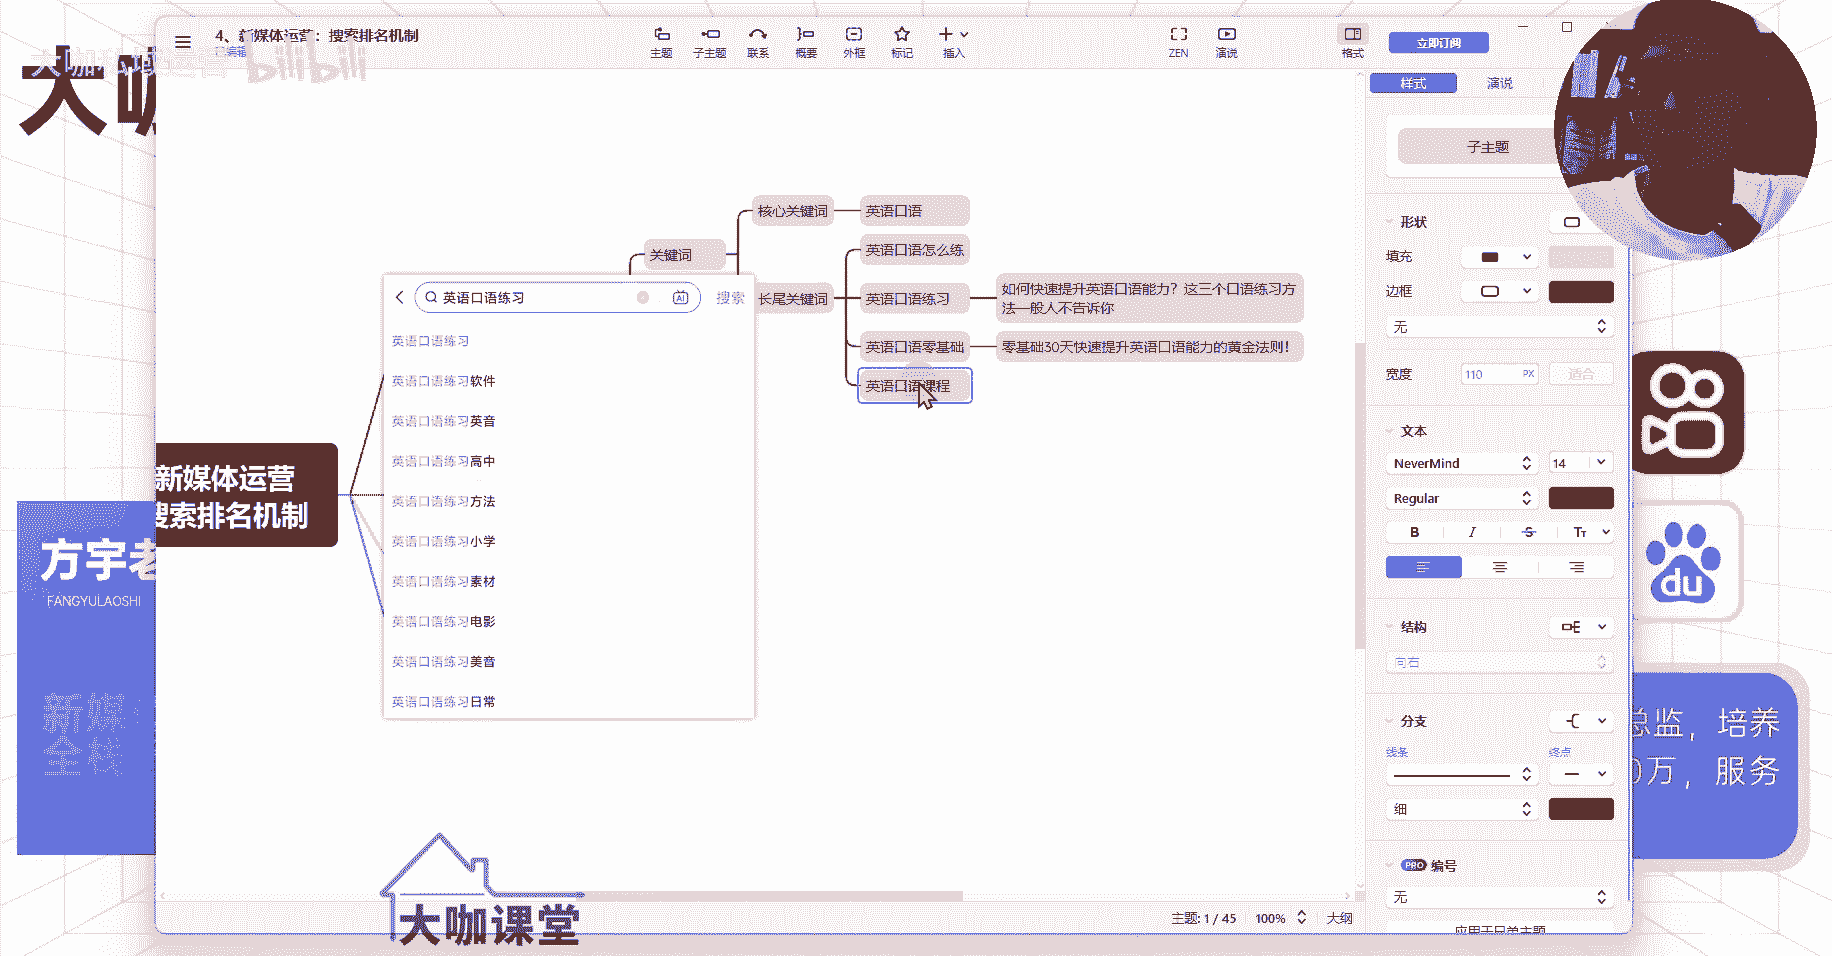 4、新媒体运营：搜索排名机制
已编辑
大咖私域运营
bilibili
主题
子主题
联系
概要
外框
标记
插入
ZEN
演说
格式
立即订阅
样式
演说
子主题
形状
填充
边框
无
宽度
110 PX
适合
文本
NeverMind
14
Regular
B I S TT
结构
向右
分支
线条
终点
细
PRO 编号
无
应用于兄弟主题
关键词
核心关键词
英语口语
长尾关键词
英语口语怎么练
英语口语练习
如何快速提升英语口语能力？这三个口语练习方
法一般人不告诉你
英语口语零基础
零基础30天快速提升英语口语能力的黄金法则！
英语口语课程
英语口语练习
AI
搜索
英语口语练习
英语口语练习软件
英语口语练习英音
英语口语练习高中
英语口语练习方法
英语口语练习小学
英语口语练习素材
英语口语练习电影
英语口语练习美音
英语口语练习日常
新媒体运营
搜索排名机制
大咖
方宇老
FANGYULAOSHI
新媒
全栈
du
总监，培养
0万，服务
大咖课堂
主题: 1 / 45
100%
大纲